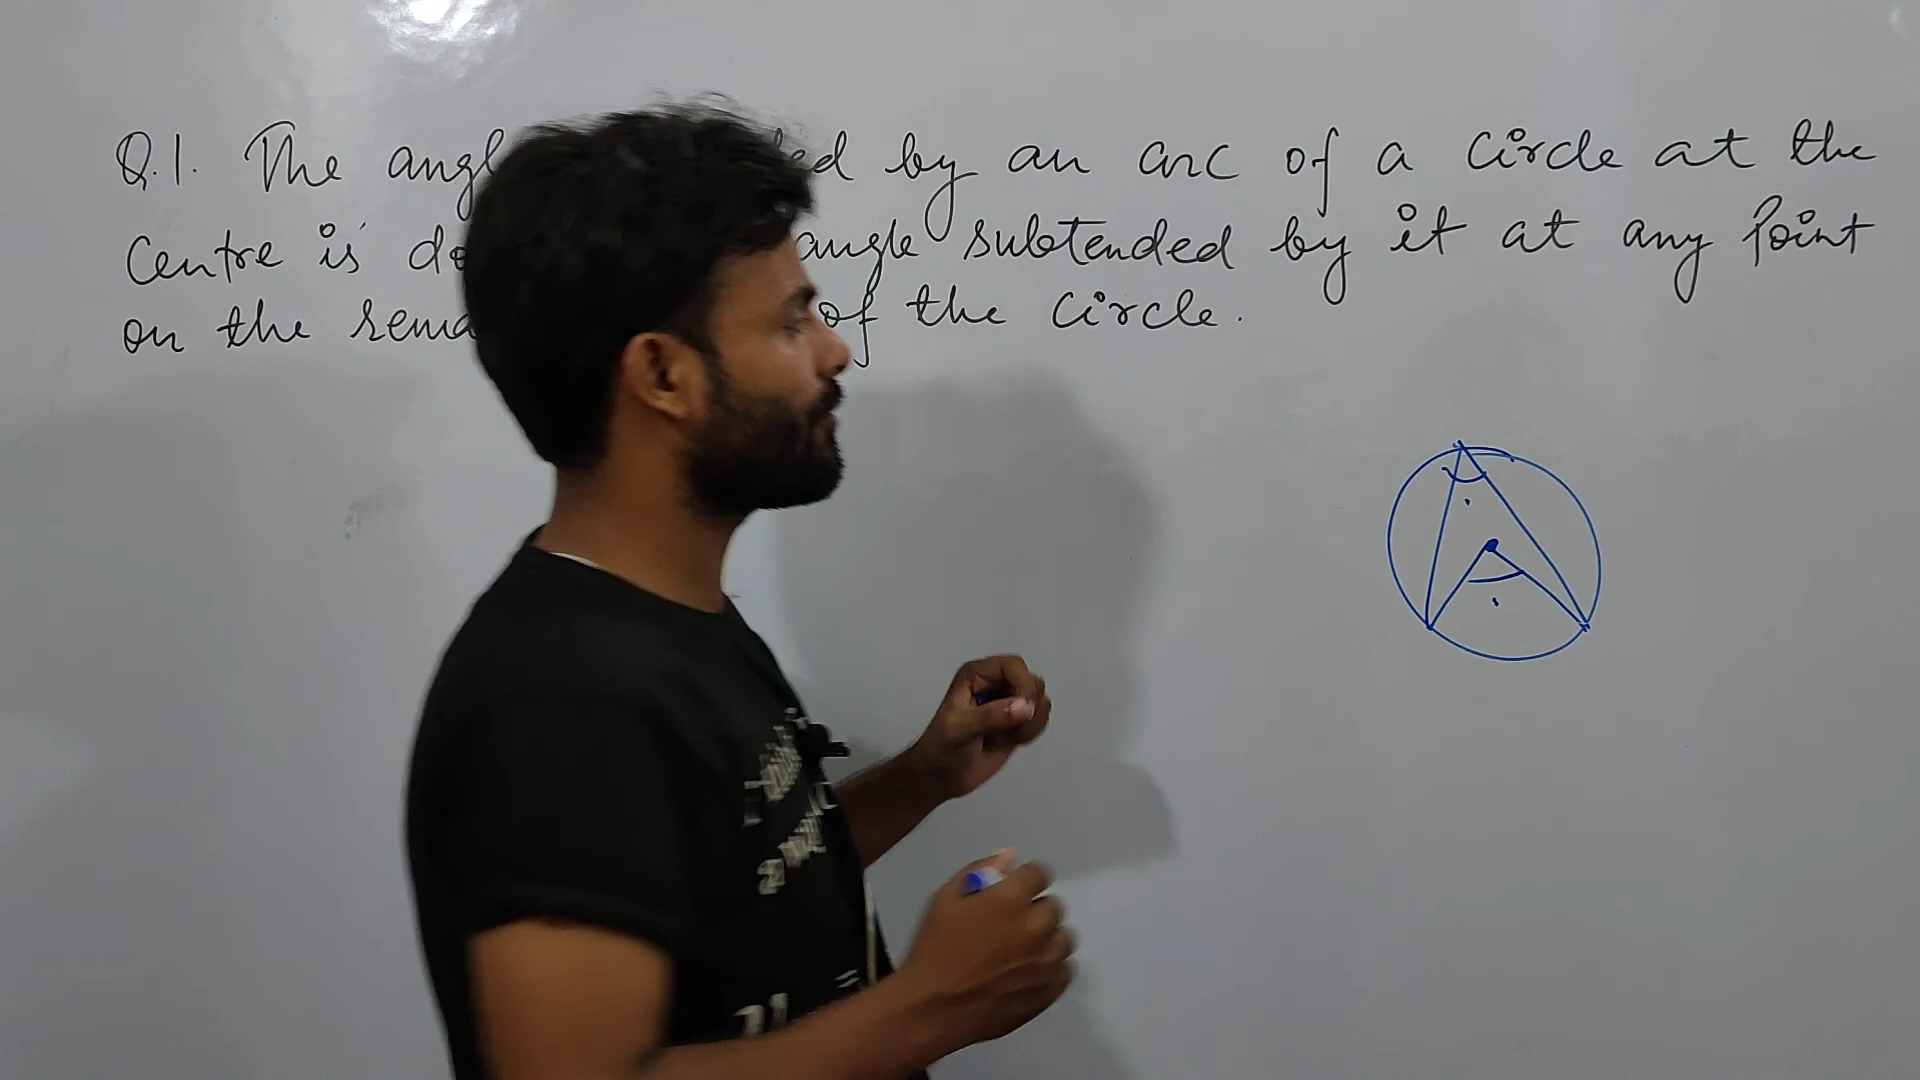 Q.1. The angl ed by an arc of a circle at the
Centre is do angle subtended by it at any point
on the rema of the circle.